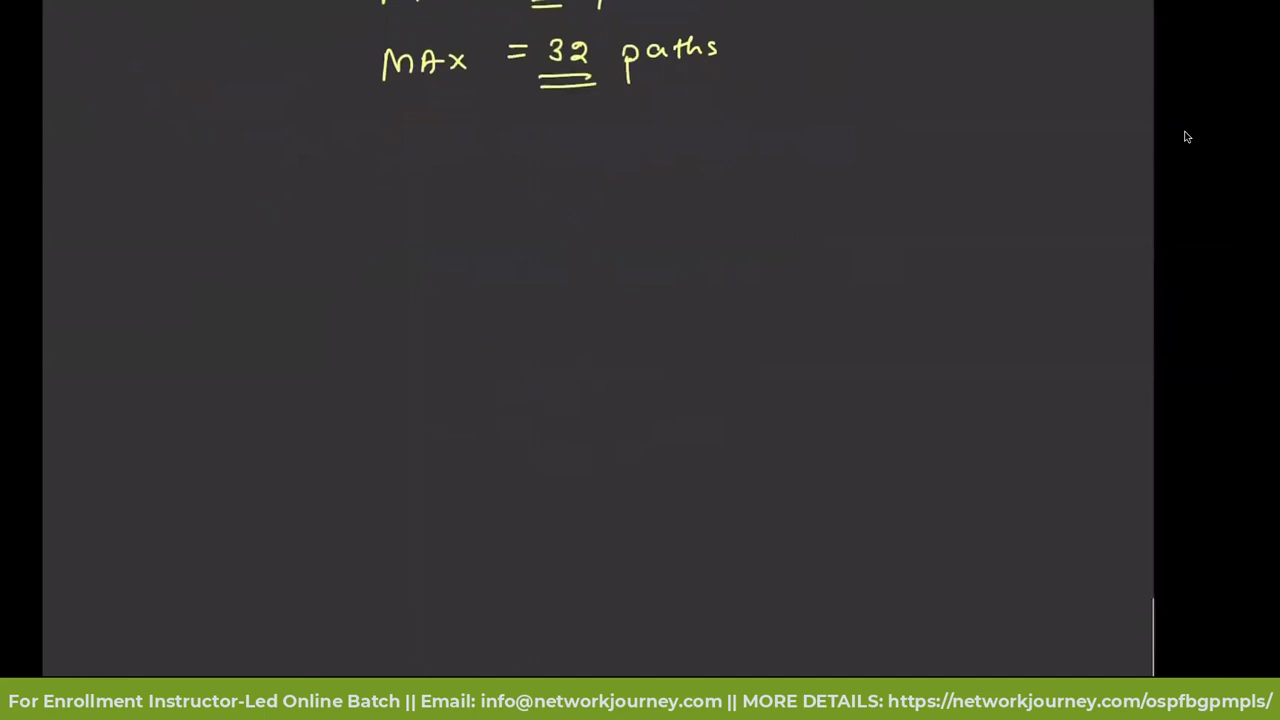 MAX = 32 paths
For Enrollment Instructor-Led Online Batch || Email: info@networkjourney.com || MORE DETAILS: https://networkjourney.com/ospfbgpmpls/